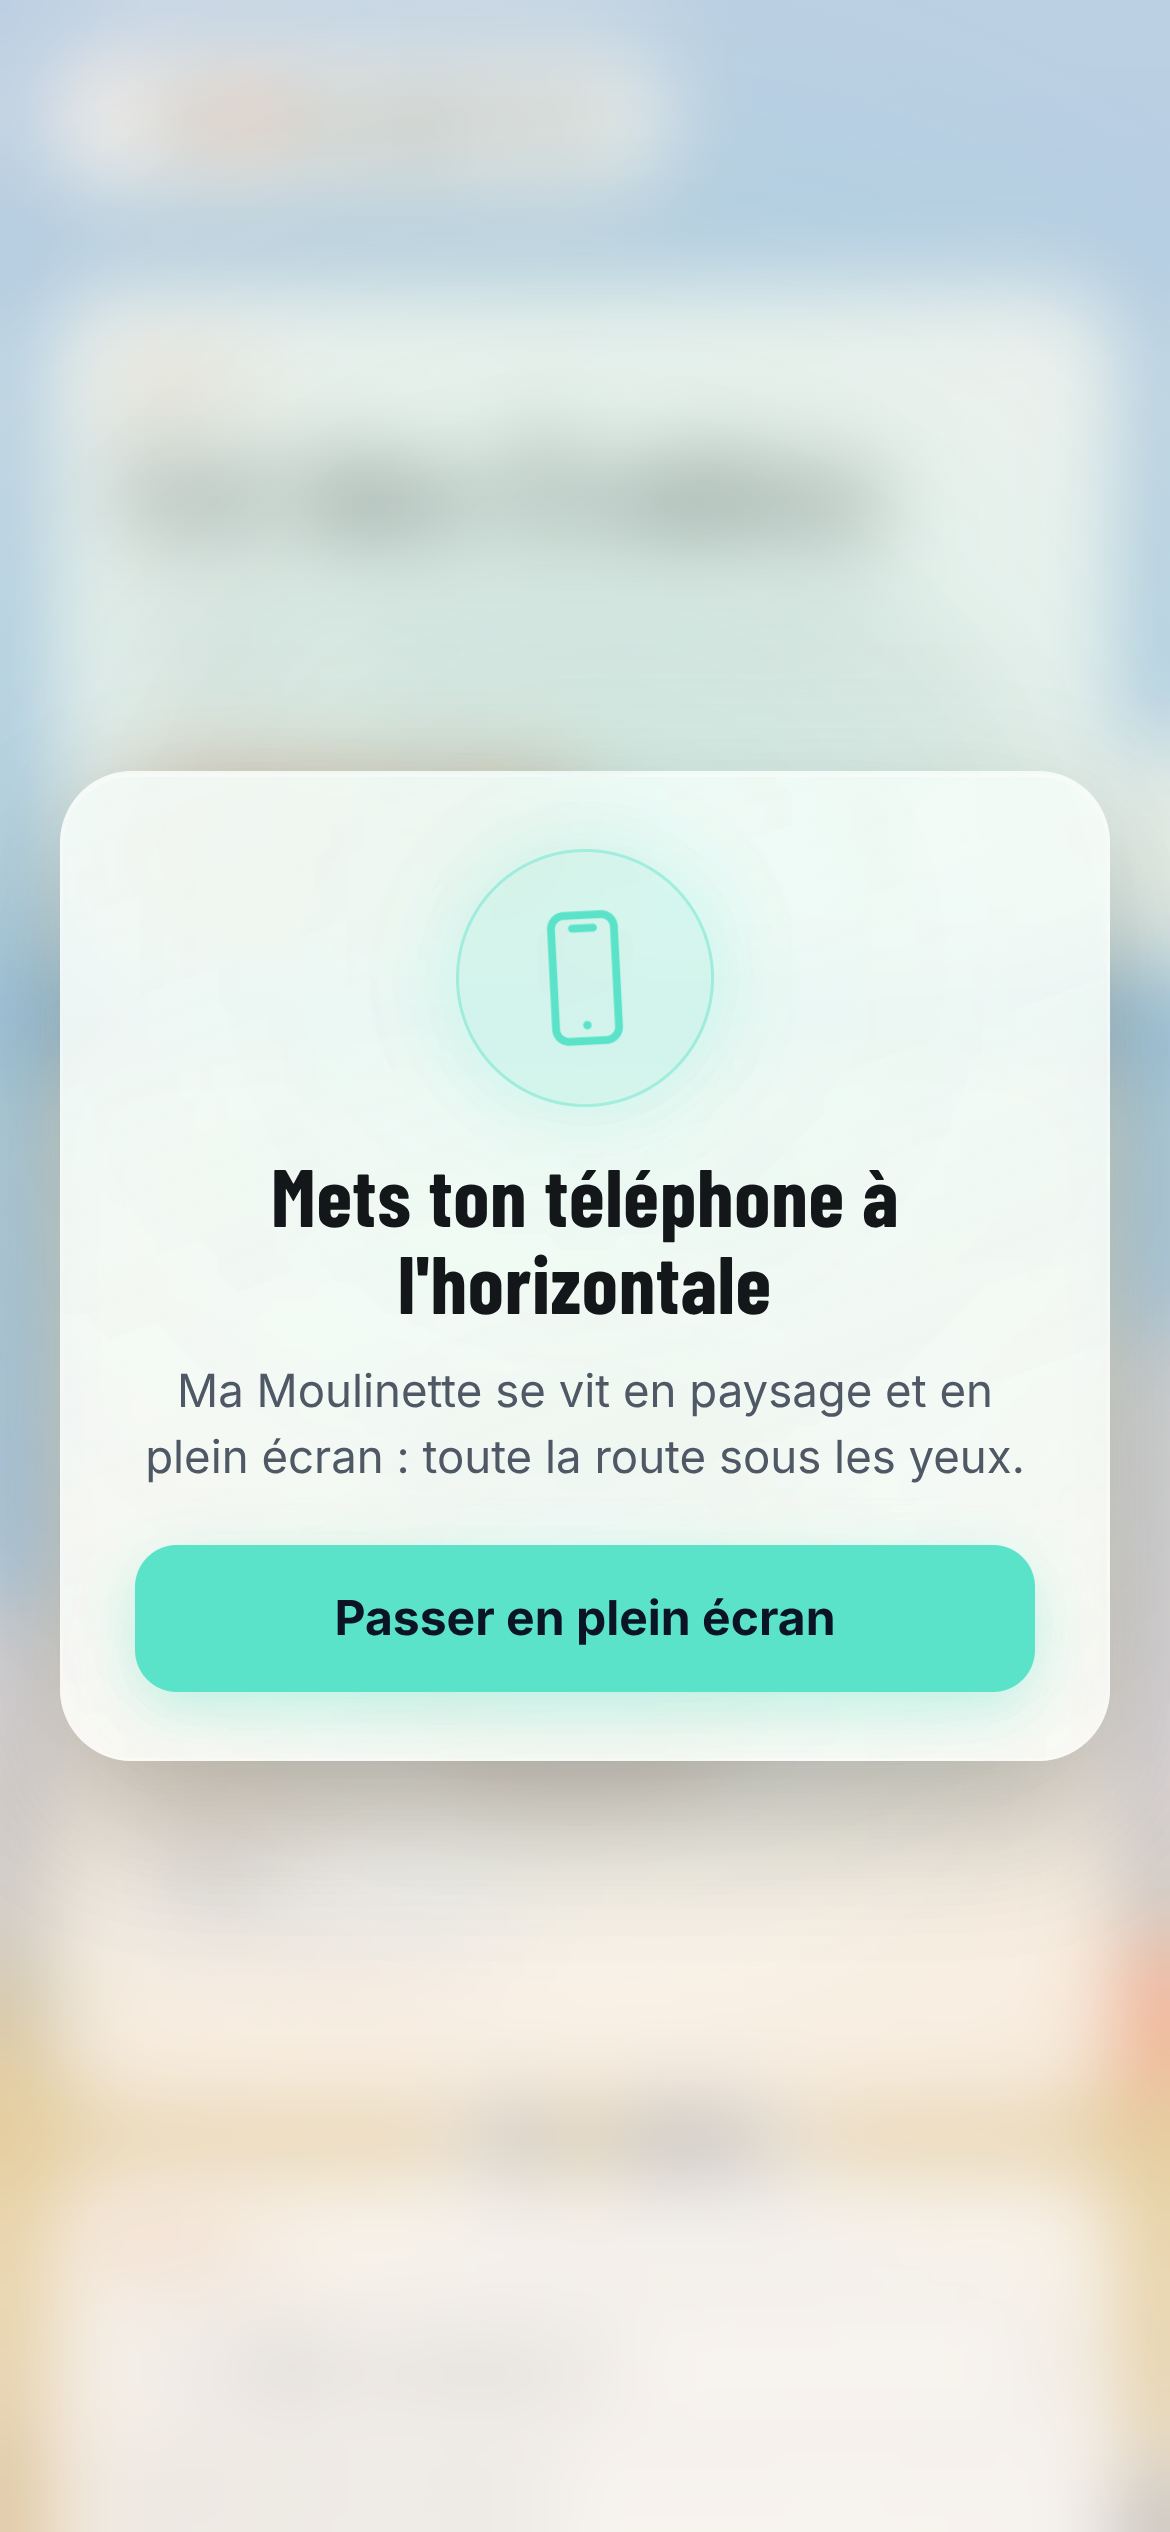 Mets ton téléphone à
l'horizontale
Ma Moulinette se vit en paysage et en
plein écran : toute la route sous les yeux.
Passer en plein écran